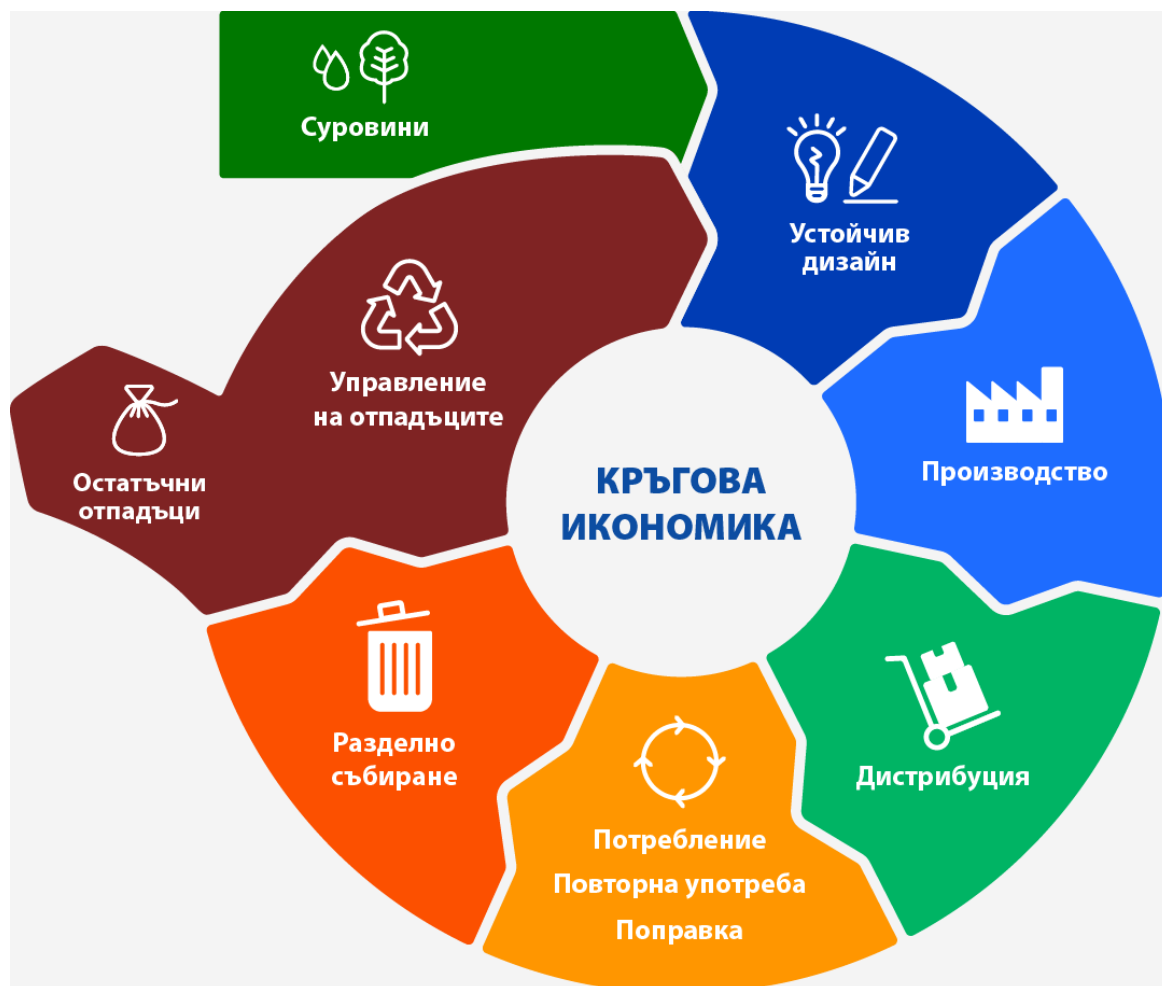 Суровини
Устойчив
дизайн
Производство
Дистрибуция
Потребление
Повторна употреба
Поправка
Разделно
събиране
Управление
на отпадъците
Остатъчни
отпадъци
КРЪГОВА
ИКОНОМИКА